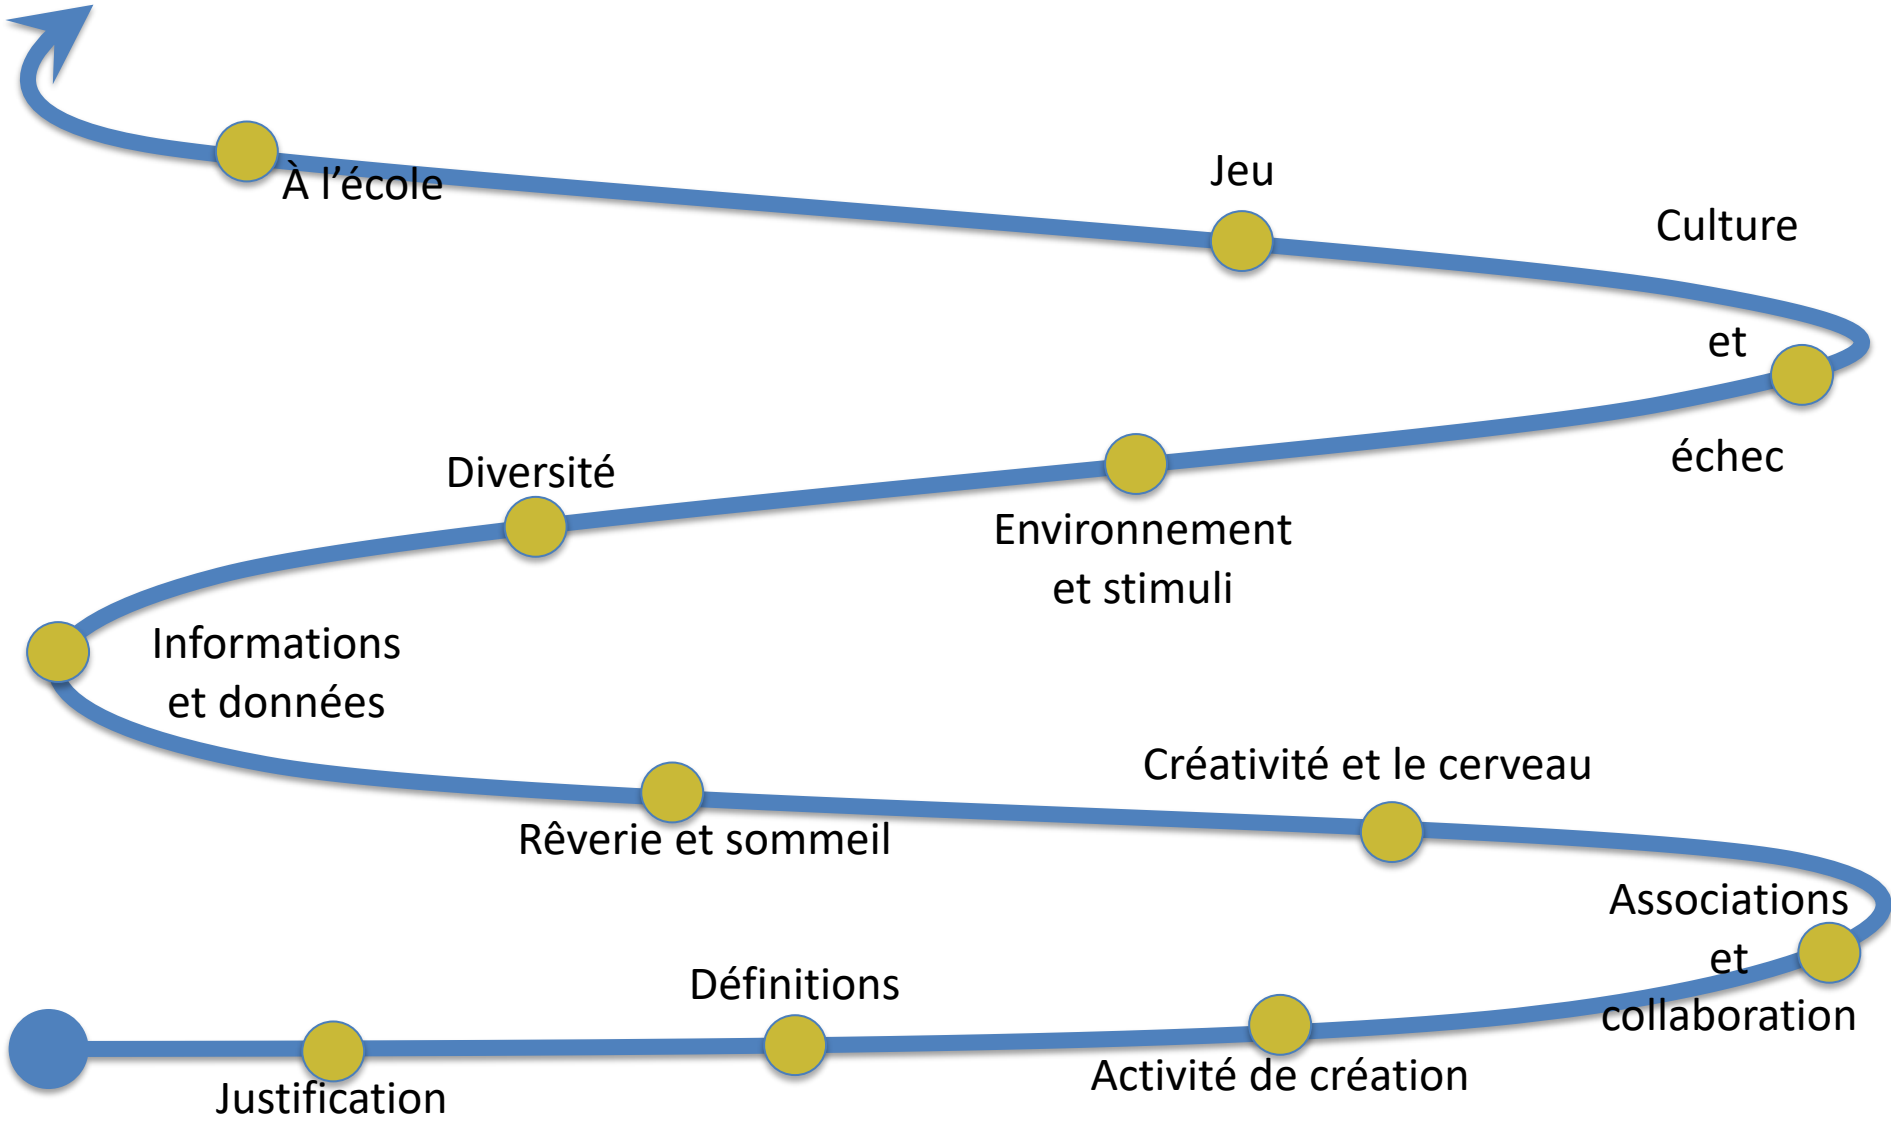 À l'école
Jeu
Culture
et
échec
Diversité
Environnement
et stimuli
Informations
et données
Créativité et le cerveau
Rêverie et sommeil
Associations
et
collaboration
Définitions
Activité de création
Justification